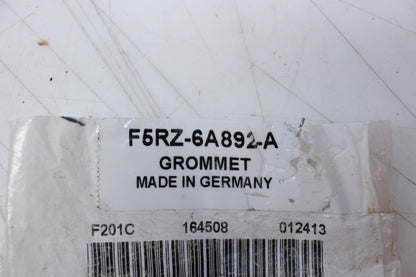 F5RZ-6A892-A
GROMMET
MADE IN GERMANY
F201C 164508 012413